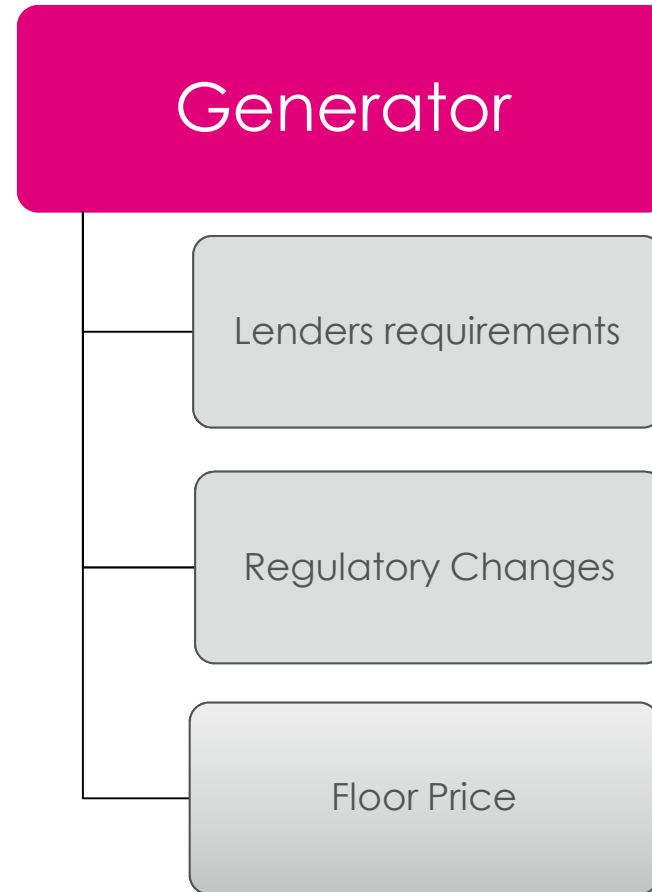 Generator
Lenders requirements
Regulatory Changes
Floor Price